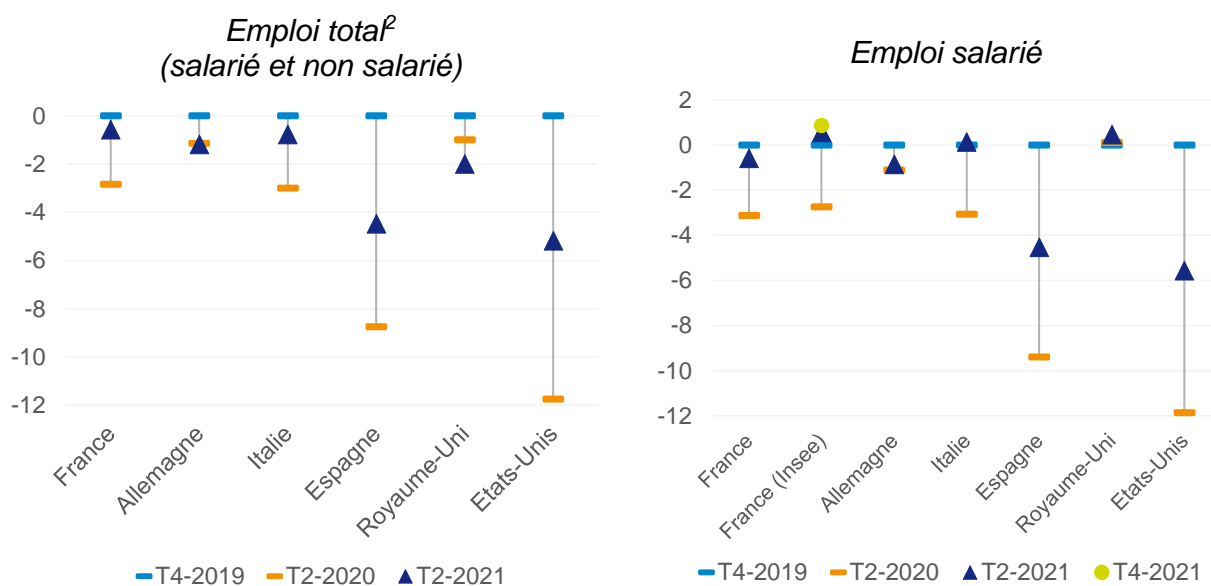 Emploi total²
(salarié et non salarié)
0
-2
-4
-6
-8
-10
-12
France
Allemagne
Italie
Espagne
Royaume-Uni
Etats-Unis
T4-2019 T2-2020 T2-2021
Emploi salarié
2
0
-2
-4
-6
-8
-10
-12
France
France (Insee)
Allemagne
Italie
Espagne
Royaume-Uni
Etats-Unis
T4-2019 T2-2020 T2-2021 T4-2021